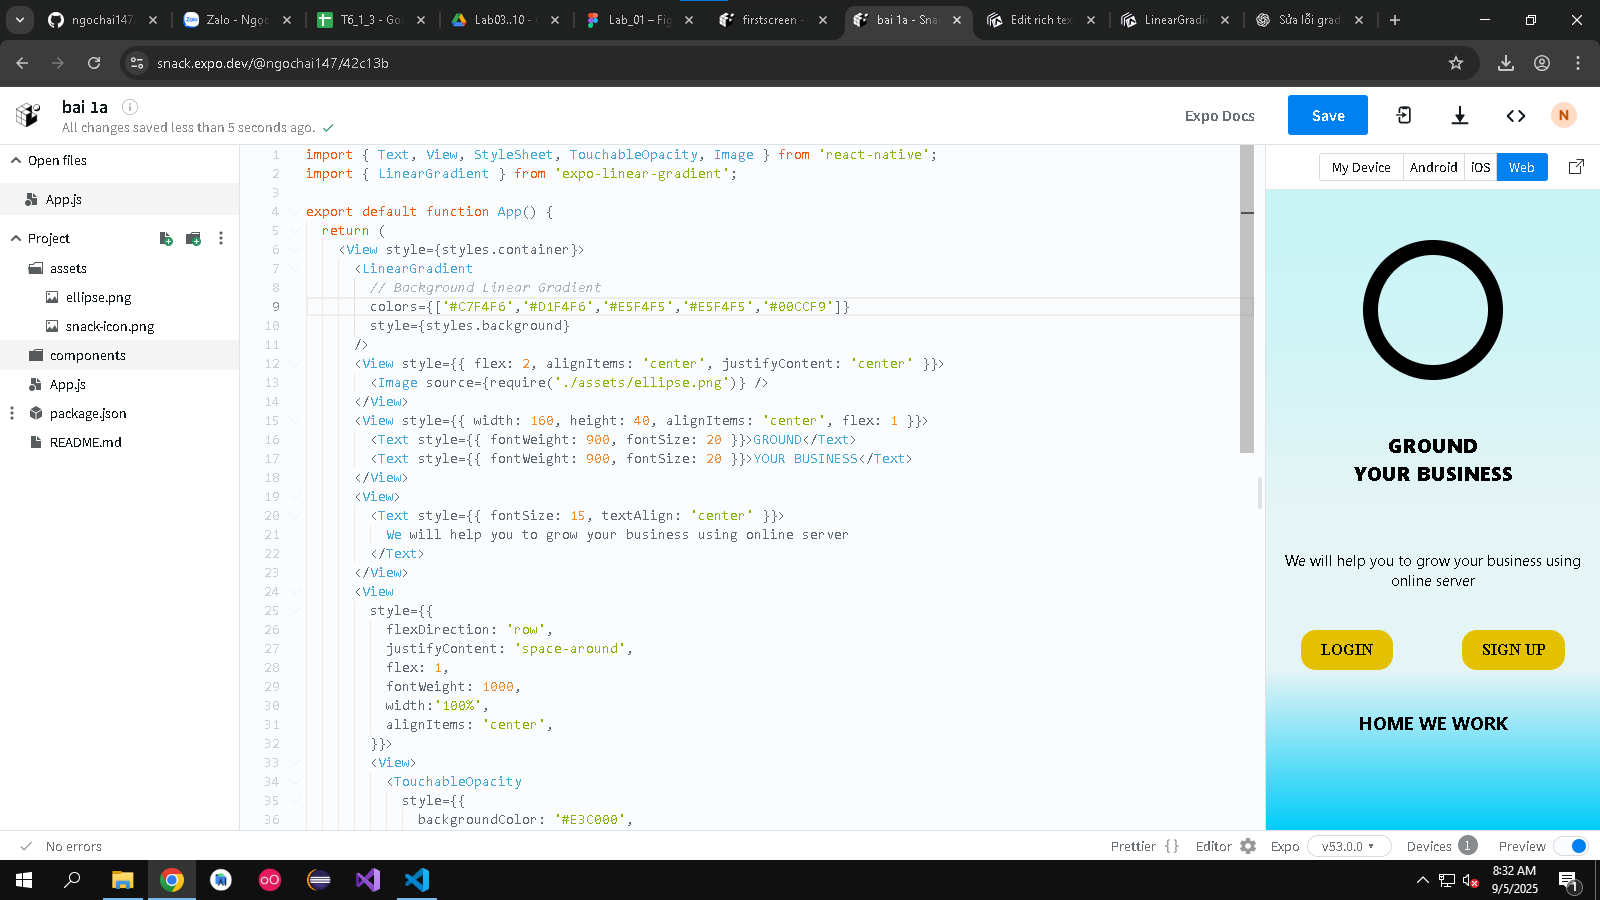 ngochai147/
Zalo - Ngoc
T6_1_3 - Go
Lab03..10 -
Lab_01 – Fig
firstscreen -
bai 1a - Sna
Edit rich tex
LinearGradie
Sửa lỗi grad
snack.expo.dev/@ngochai147/42c13b
bai 1a
All changes saved less than 5 seconds ago.
Expo Docs
Save
N
Open files
App.js
Project
assets
ellipse.png
snack-icon.png
components
App.js
package.json
README.md
1 import { Text, View, StyleSheet, TouchableOpacity, Image } from 'react-native';
2 import { LinearGradient } from 'expo-linear-gradient';
3
4 export default function App() {
5 return (
6 <View style={styles.container}>
7 <LinearGradient
8 // Background Linear Gradient
9 colors={['#C7F4F6','#D1F4F6','#E5F4F5','#E5F4F5','#00CCF9']}
10 style={styles.background}
11 />
12 <View style={{ flex: 2, alignItems: 'center', justifyContent: 'center' }}>
13 <Image source={require('./assets/ellipse.png')} />
14 </View>
15 <View style={{ width: 160, height: 40, alignItems: 'center', flex: 1 }}>
16 <Text style={{ fontWeight: 900, fontSize: 20 }}>GROUND</Text>
17 <Text style={{ fontWeight: 900, fontSize: 20 }}>YOUR BUSINESS</Text>
18 </View>
19 <View>
20 <Text style={{ fontSize: 15, textAlign: 'center' }}>
21 We will help you to grow your business using online server
22 </Text>
23 </View>
24 <View
25 style={{
26 flexDirection: 'row',
27 justifyContent: 'space-around',
28 flex: 1,
29 fontWeight: 1000,
30 width:'100%',
31 alignItems: 'center',
32 }}>
33 <View>
34 <TouchableOpacity
35 style={{
36 backgroundColor: '#E3C000',
My Device
Android
iOS
Web
GROUND
YOUR BUSINESS
We will help you to grow your business using
online server
LOGIN
SIGN UP
HOME WE WORK
No errors
Prettier { }
Editor
Expo
v53.0.0
Devices 1
Preview
8:32 AM
9/5/2025
1